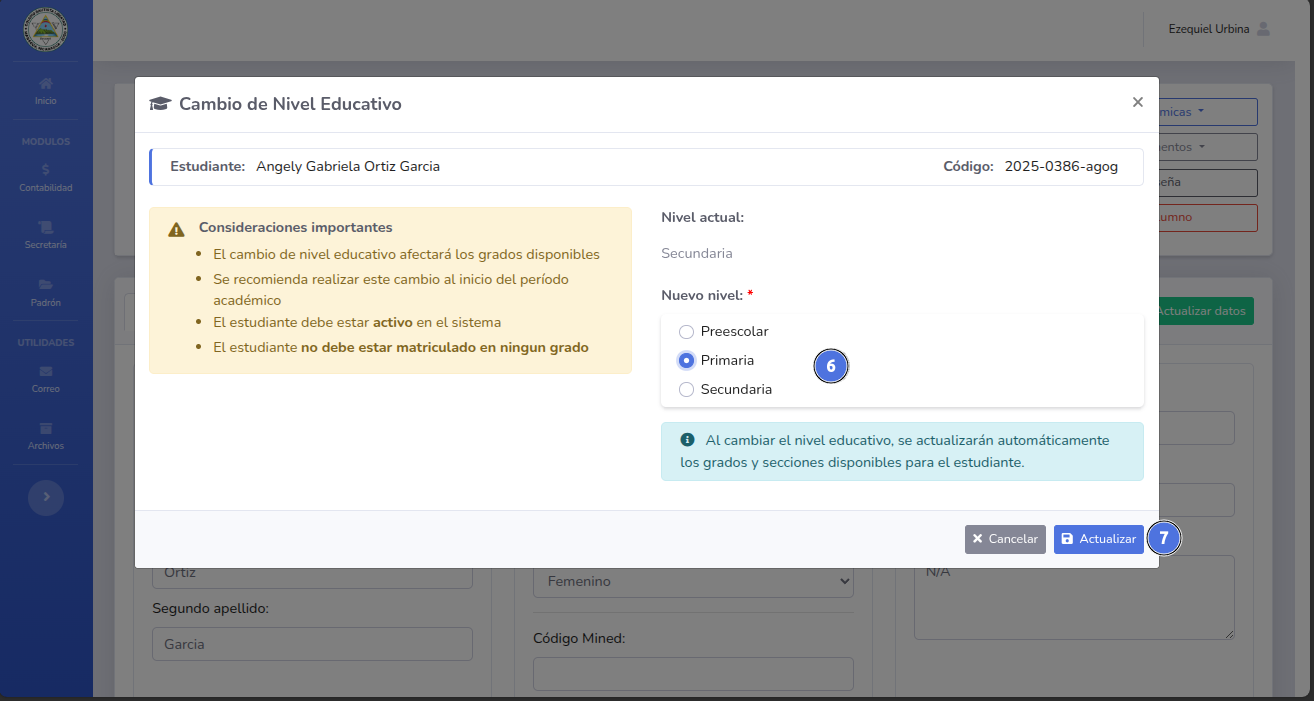 Ezequiel Urbina
Inicio
MODULOS
Contabilidad
Secretaría
Padrón
UTILIDADES
Correo
Archivos
Cambio de Nivel Educativo
×
Estudiante: Angely Gabriela Ortiz Garcia
Código: 2025-0386-agog
Consideraciones importantes
• El cambio de nivel educativo afectará los grados disponibles
• Se recomienda realizar este cambio al inicio del período
académico
• El estudiante debe estar activo en el sistema
• El estudiante no debe estar matriculado en ningun grado
Nivel actual:
Secundaria
Nuevo nivel: *
Preescolar
Primaria
Secundaria
6
Al cambiar el nivel educativo, se actualizarán automáticamente
los grados y secciones disponibles para el estudiante.
Cancelar
Actualizar
7
Actualizar datos
Ortiz
Segundo apellido:
Garcia
Femenino
Código Mined:
N/A